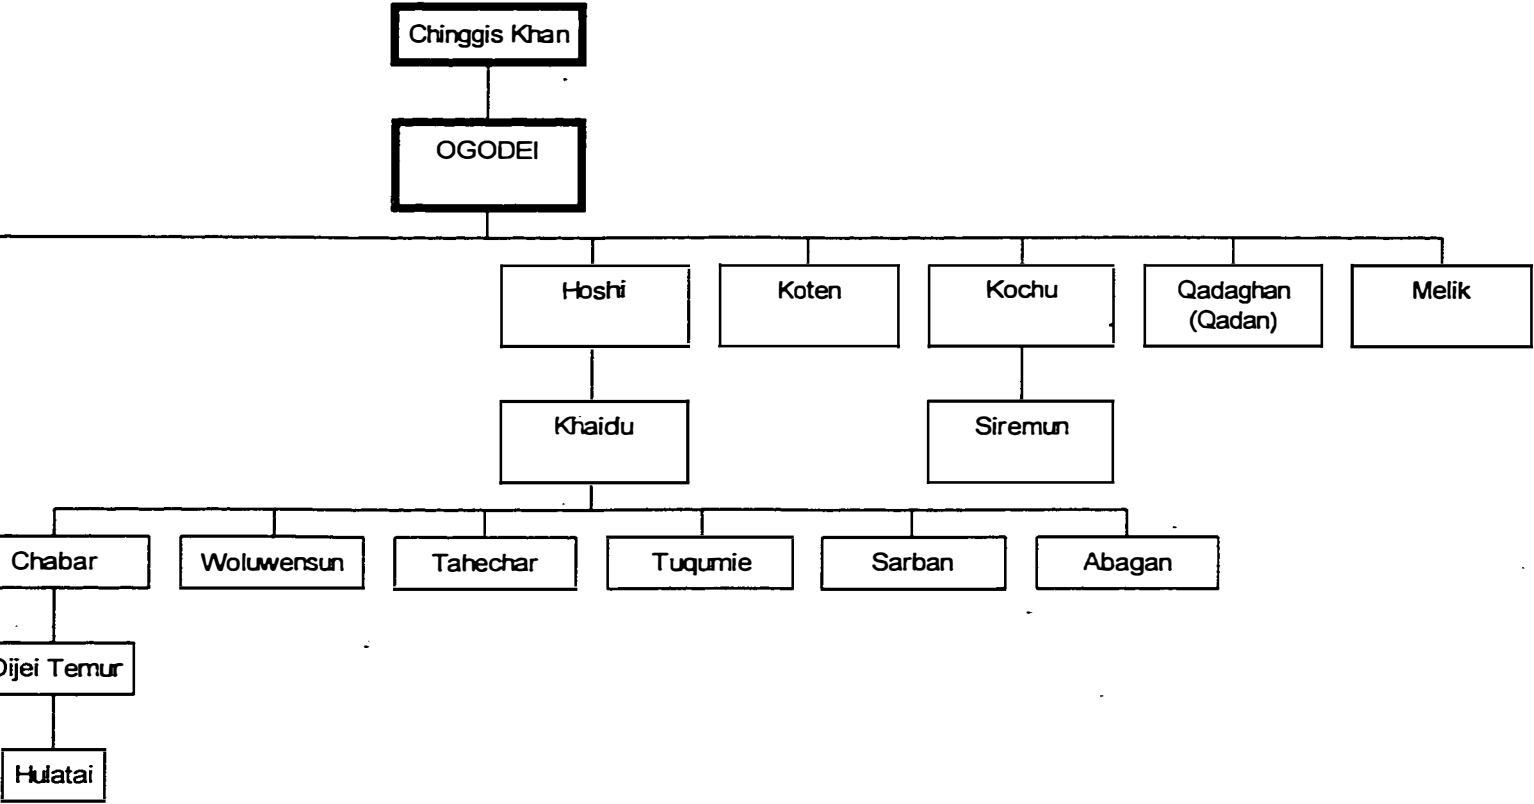 Chinggis Khan
OGODEI
Hoshi
Koten
Kochu
Qadaghan
(Qadan)
Melik
Khaidu
Siremun
Chabar
Woluwensun
Tahechar
Tuqumie
Sarban
Abagan
Dijei Temur
Hulatai